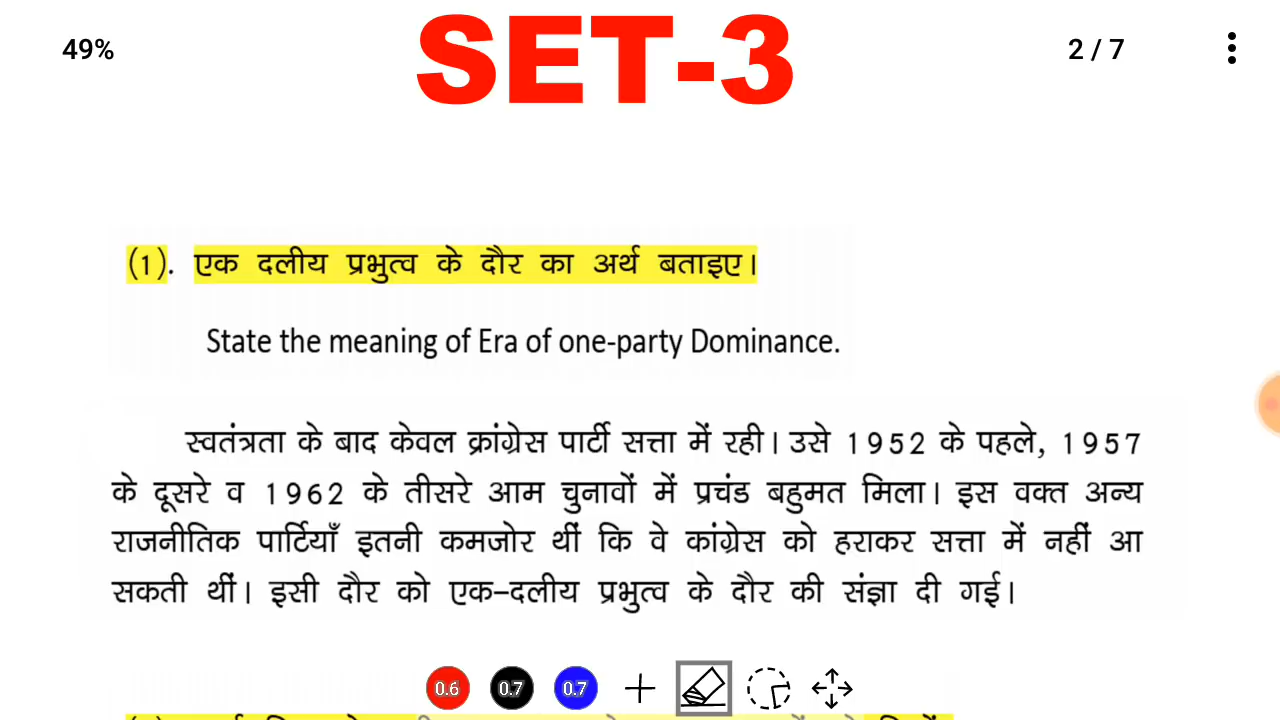 49%
SET-3
2 / 7
(1). एक दलीय प्रभुत्व के दौर का अर्थ बताइए।
State the meaning of Era of one-party Dominance.
स्वतंत्रता के बाद केवल क्रांग्रेस पार्टी सत्ता में रही। उसे 1952 के पहले, 1957
के दूसरे व 1962 के तीसरे आम चुनावों में प्रचंड बहुमत मिला। इस वक्त अन्य
राजनीतिक पार्टियाँ इतनी कमजोर थीं कि वे कांग्रेस को हराकर सत्ता में नहीं आ
सकती थीं। इसी दौर को एक-दलीय प्रभुत्व के दौर की संज्ञा दी गई।
0.6 0.7 0.7